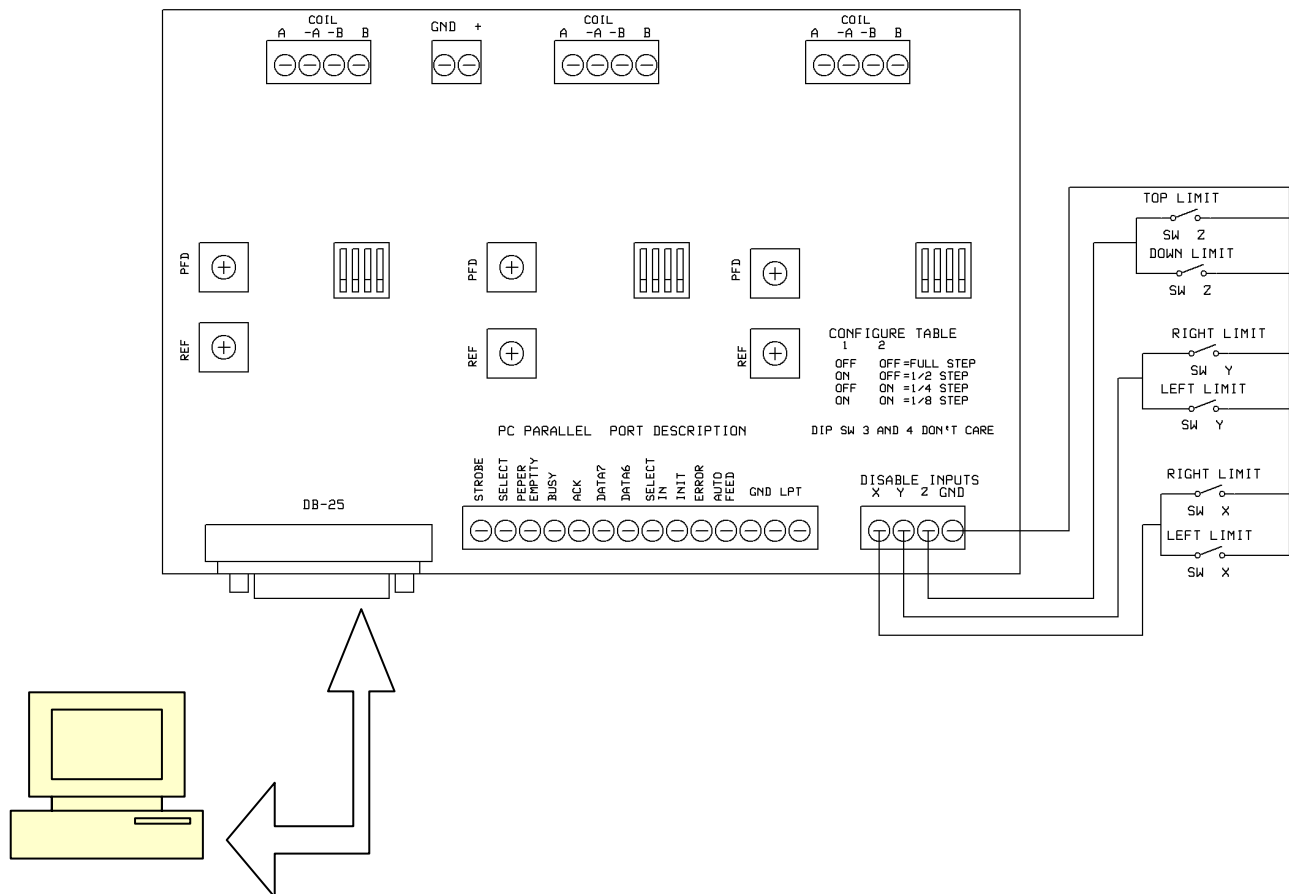 COIL
A -A -B B
GND +
COIL
A -A -B B
COIL
A -A -B B
TOP LIMIT
SW Z
DOWN LIMIT
SW Z
PFD
PFD
PFD
REF
REF
REF
CONFIGURE TABLE
1 2
OFF OFF=FULL STEP
ON OFF=1/2 STEP
OFF ON =1/4 STEP
ON ON =1/8 STEP
DIP SW 3 AND 4 DON'T CARE
RIGHT LIMIT
SW Y
LEFT LIMIT
SW Y
PC PARALLEL PORT DESCRIPTION
STROBE
SELECT
PEPER
EMPTTY
BUSY
ACK
DATA7
DATA6
SELECT
IN
INIT
ERROR
AUTO
FEED
GND LPT
DISABLE INPUTS
X Y Z GND
RIGHT LIMIT
SW X
LEFT LIMIT
SW X
DB-25